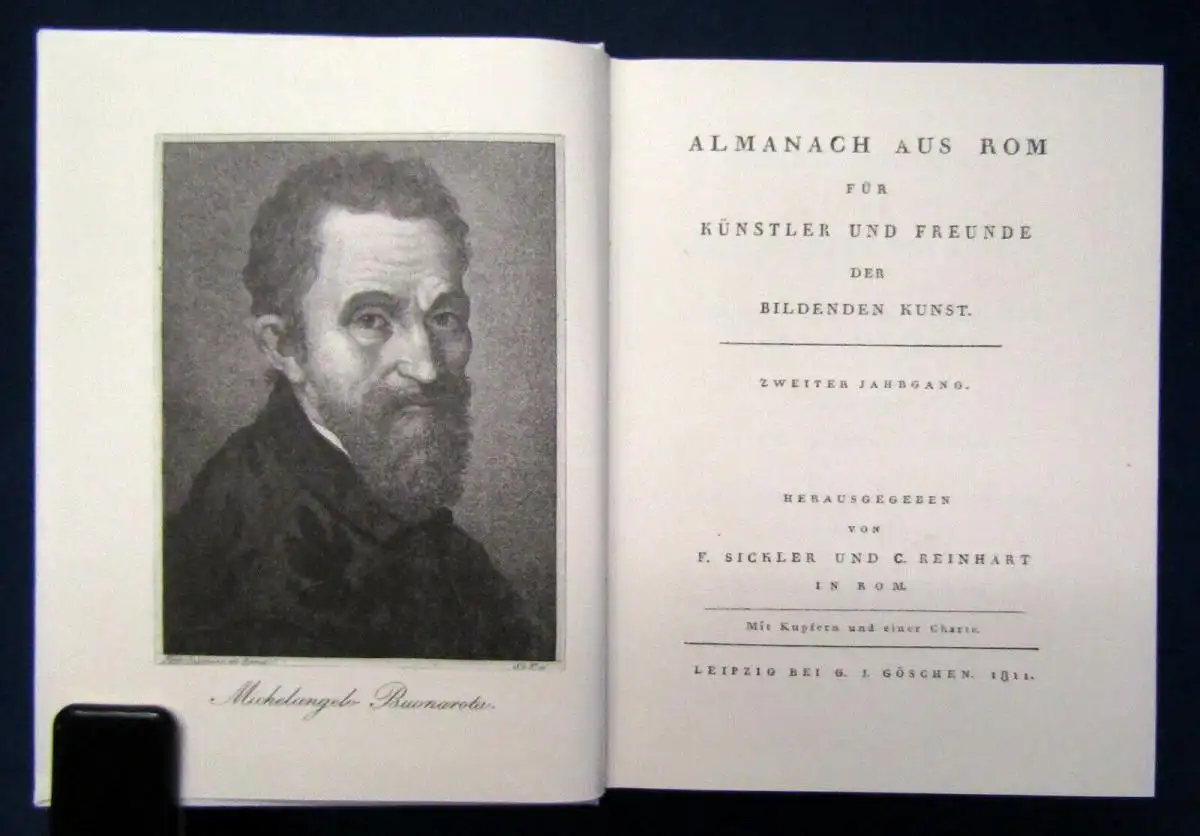 Michelangelo Buonarota.
ALMANACH AUS ROM
FÜR
KÜNSTLER UND FREUNDE
DER
BILDENDEN KUNST.
ZWEITER JAHRGANG.
HERAUSGEGEBEN
VON
F. SICKLER UND C. REINHART
IN ROM.
Mit Kupfern und einer Charte.
LEIPZIG BEI G. J. GÖSCHEN. 1811.